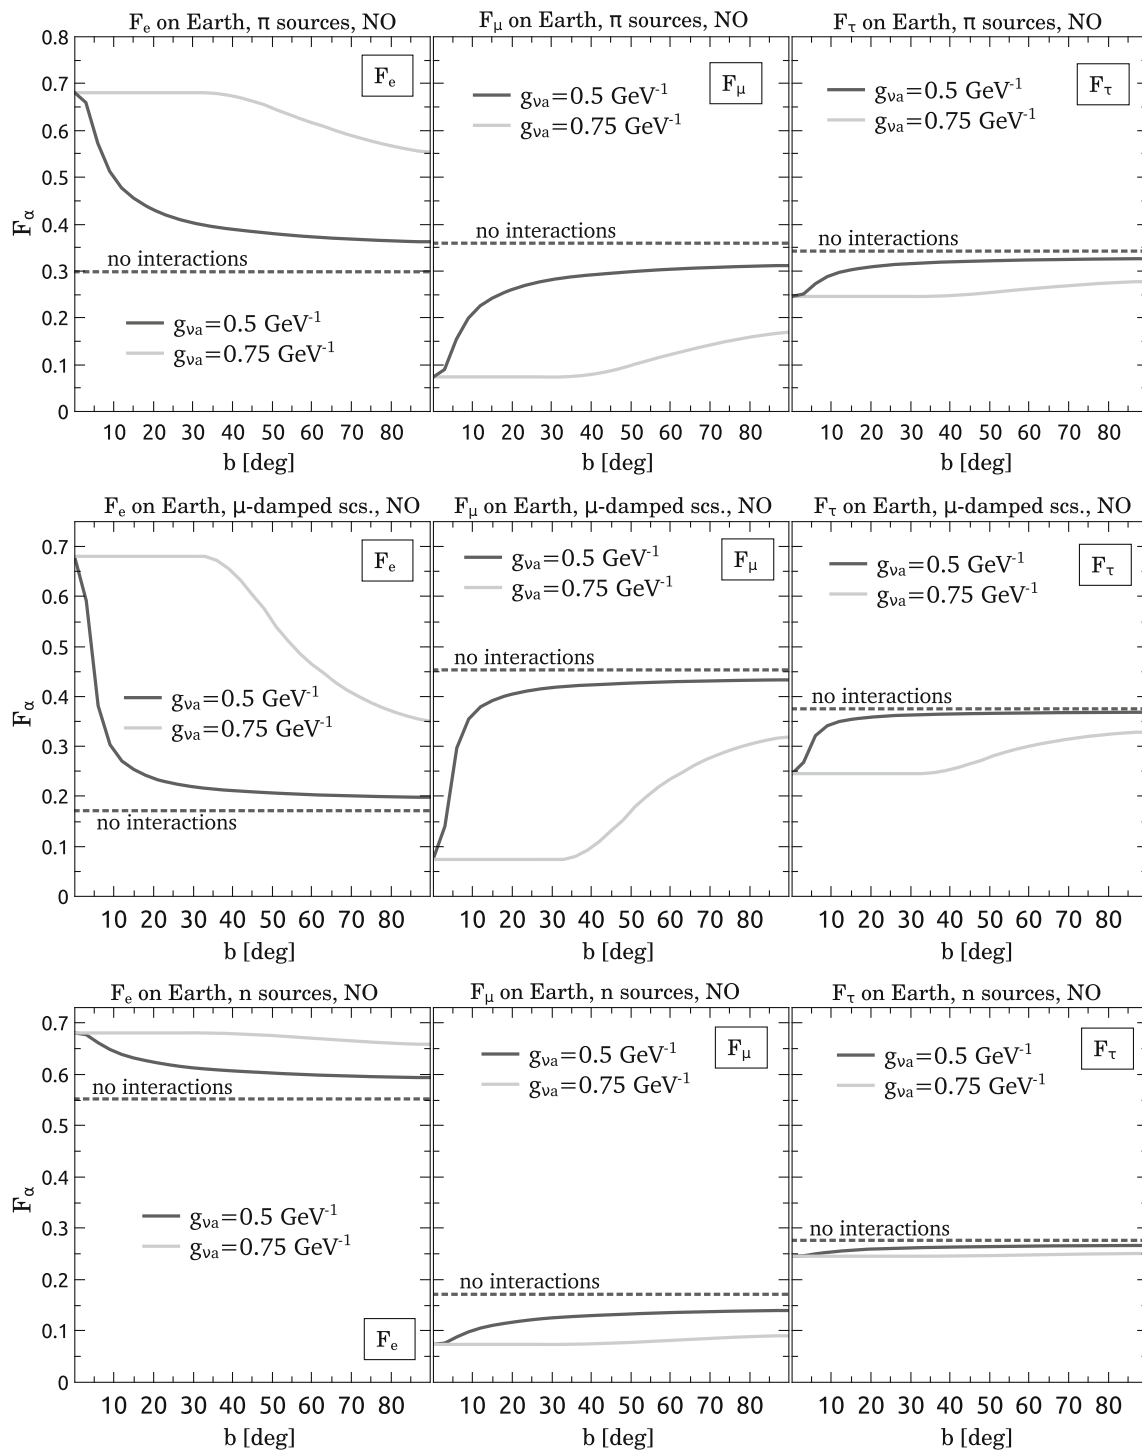 F_e on Earth, π sources, NO
F_μ on Earth, π sources, NO
F_τ on Earth, π sources, NO
0.8
0.7
0.6
0.5
0.4
0.3
0.2
0.1
0
F_α
F_e
no interactions
g_νa=0.5 GeV^-1
g_νa=0.75 GeV^-1
10 20 30 40 50 60 70 80
b [deg]
g_νa=0.5 GeV^-1
g_νa=0.75 GeV^-1
F_μ
no interactions
10 20 30 40 50 60 70 80
b [deg]
g_νa=0.5 GeV^-1
g_νa=0.75 GeV^-1
F_τ
no interactions
10 20 30 40 50 60 70 80
b [deg]
F_e on Earth, μ-damped scs., NO
F_μ on Earth, μ-damped scs., NO
F_τ on Earth, μ-damped scs., NO
0.7
0.6
0.5
0.4
0.3
0.2
0.1
0
F_α
F_e
g_νa=0.5 GeV^-1
g_νa=0.75 GeV^-1
no interactions
10 20 30 40 50 60 70 80
b [deg]
g_νa=0.5 GeV^-1
g_νa=0.75 GeV^-1
F_μ
no interactions
10 20 30 40 50 60 70 80
b [deg]
g_νa=0.5 GeV^-1
g_νa=0.75 GeV^-1
F_τ
no interactions
10 20 30 40 50 60 70 80
b [deg]
F_e on Earth, n sources, NO
F_μ on Earth, n sources, NO
F_τ on Earth, n sources, NO
0.7
0.6
0.5
0.4
0.3
0.2
0.1
0
F_α
no interactions
g_νa=0.5 GeV^-1
g_νa=0.75 GeV^-1
F_e
10 20 30 40 50 60 70 80
b [deg]
g_νa=0.5 GeV^-1
g_νa=0.75 GeV^-1
F_μ
no interactions
10 20 30 40 50 60 70 80
b [deg]
g_νa=0.5 GeV^-1
g_νa=0.75 GeV^-1
F_τ
no interactions
10 20 30 40 50 60 70 80
b [deg]